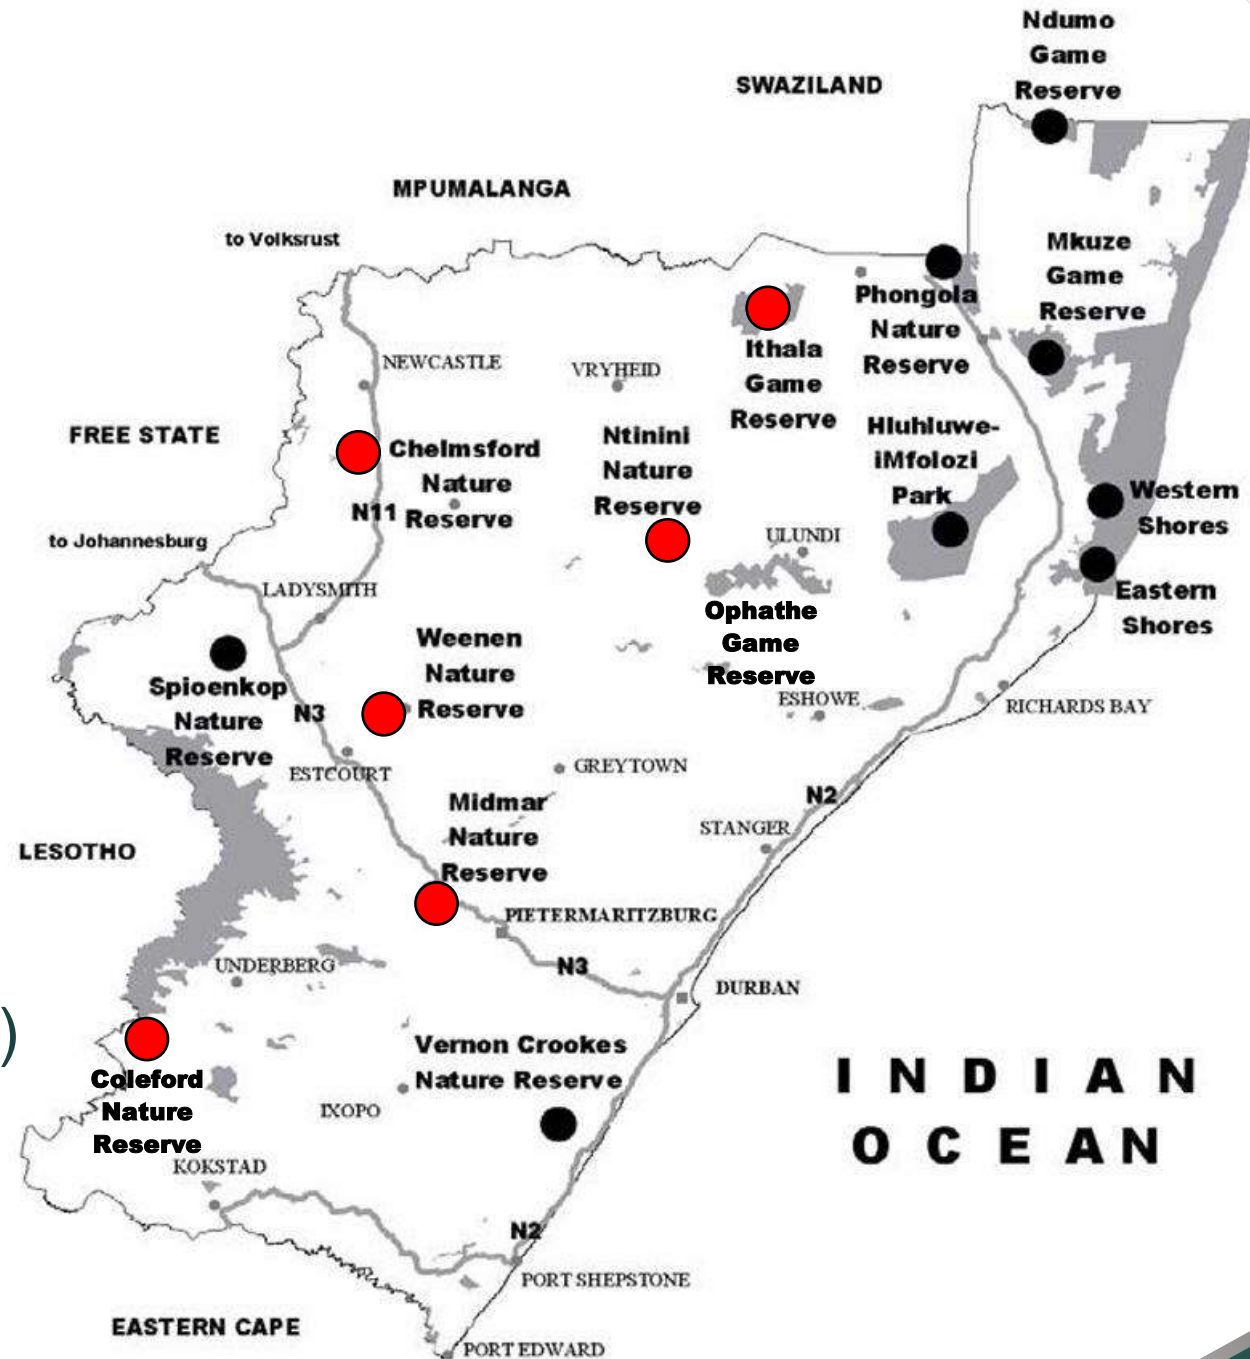 Ndumo
Game
Reserve
SWAZILAND
MPUMALANGA
to Volksrust
Mkuze
Game
Reserve
Phongola
Nature
Reserve
Ithala
Game
Reserve
NEWCASTLE
VRYHEID
FREE STATE
Chelmsford
Nature
Reserve
N11
Ntinini
Nature
Reserve
Hluhluwe-
iMfolozi
Park
Western
Shores
to Johannesburg
ULUNDI
LADYSMITH
Eastern
Shores
Ophathe
Game
Reserve
Weenen
Nature
Reserve
Spioenkop
Nature
Reserve
N3
ESHOWE
RICHARDS BAY
ESTCOURT
GREYTOWN
N2
Midmar
Nature
Reserve
STANGER
LESOTHO
PIETERMARITZBURG
UNDERBERG
N3
DURBAN
)
Vernon Crookes
Nature Reserve
Coleford
Nature
Reserve
IXOPO
INDIAN
OCEAN
KOKSTAD
N2
PORT SHEPSTONE
EASTERN CAPE
PORT EDWARD